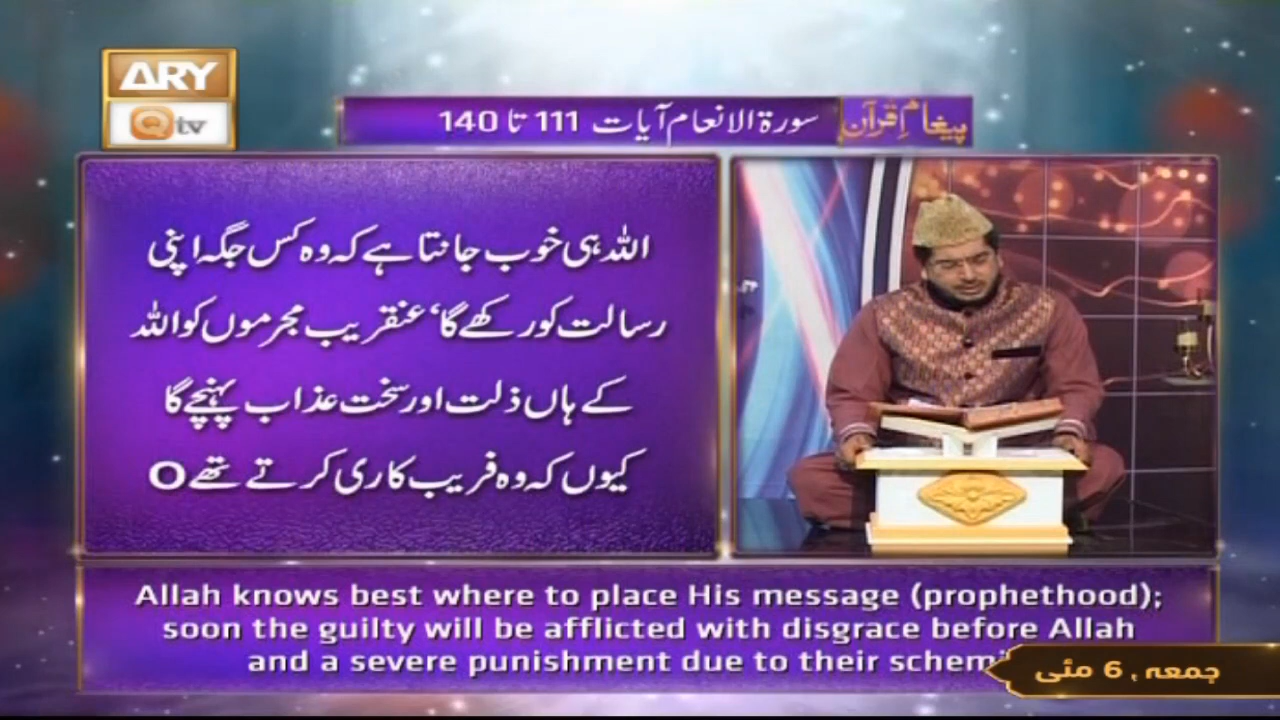 ARY
Qtv
پیغامِ قرآن
سورۃ الانعام آیات 111 تا 140
اللہ ہی خوب جانتا ہے کہ وہ کس جگہ اپنی
رسالت کو رکھے گا‘ عنقریب مجرموں کو اللہ
کے ہاں ذلت اور سخت عذاب پہنچے گا
کیوں کہ وہ فریب کاری کرتے تھے O
Allah knows best where to place His message (prophethood);
soon the guilty will be afflicted with disgrace before Allah
and a severe punishment due to their
جمعہ , 6 مئی